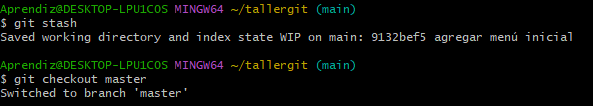 Aprendiz@DESKTOP-LPU1COS MINGW64 ~/tallergit (main)
$ git stash
Saved working directory and index state WIP on main: 9132bef5 agregar menú inicial
Aprendiz@DESKTOP-LPU1COS MINGW64 ~/tallergit (main)
$ git checkout master
Switched to branch 'master'